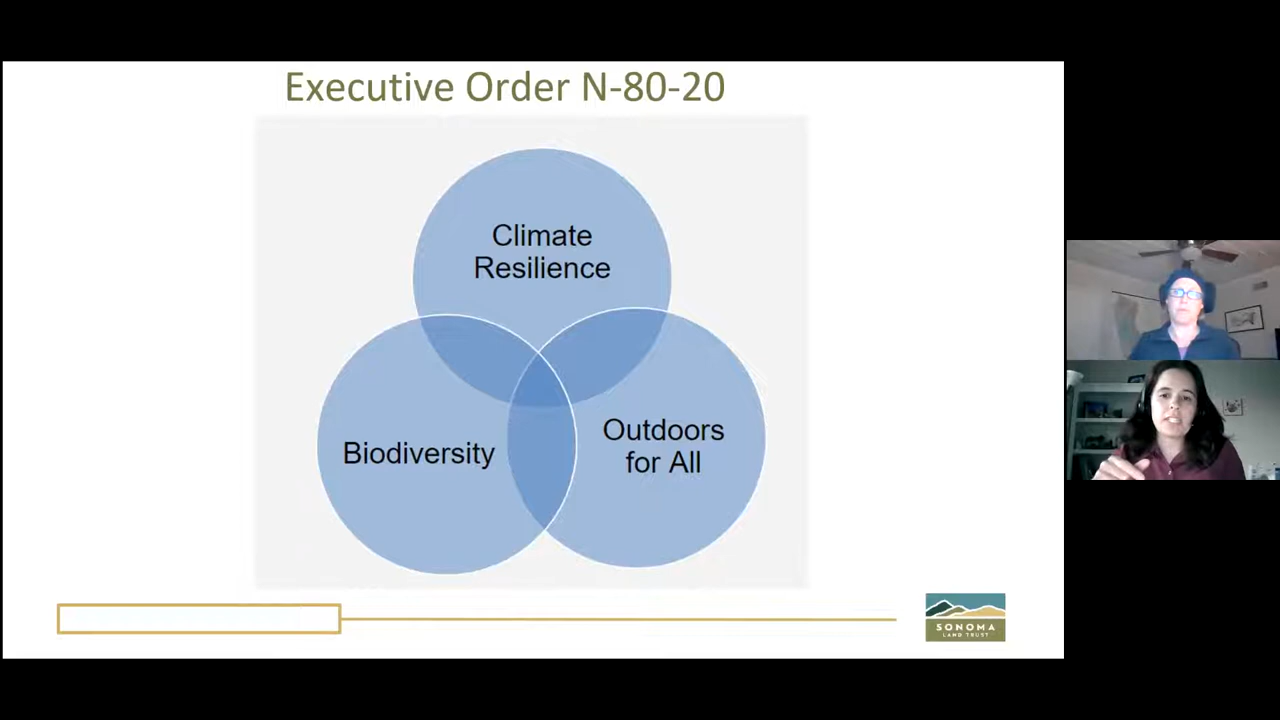 Executive Order N-80-20
Climate
Resilience
Biodiversity
Outdoors
for All
SONOMA
LAND TRUST